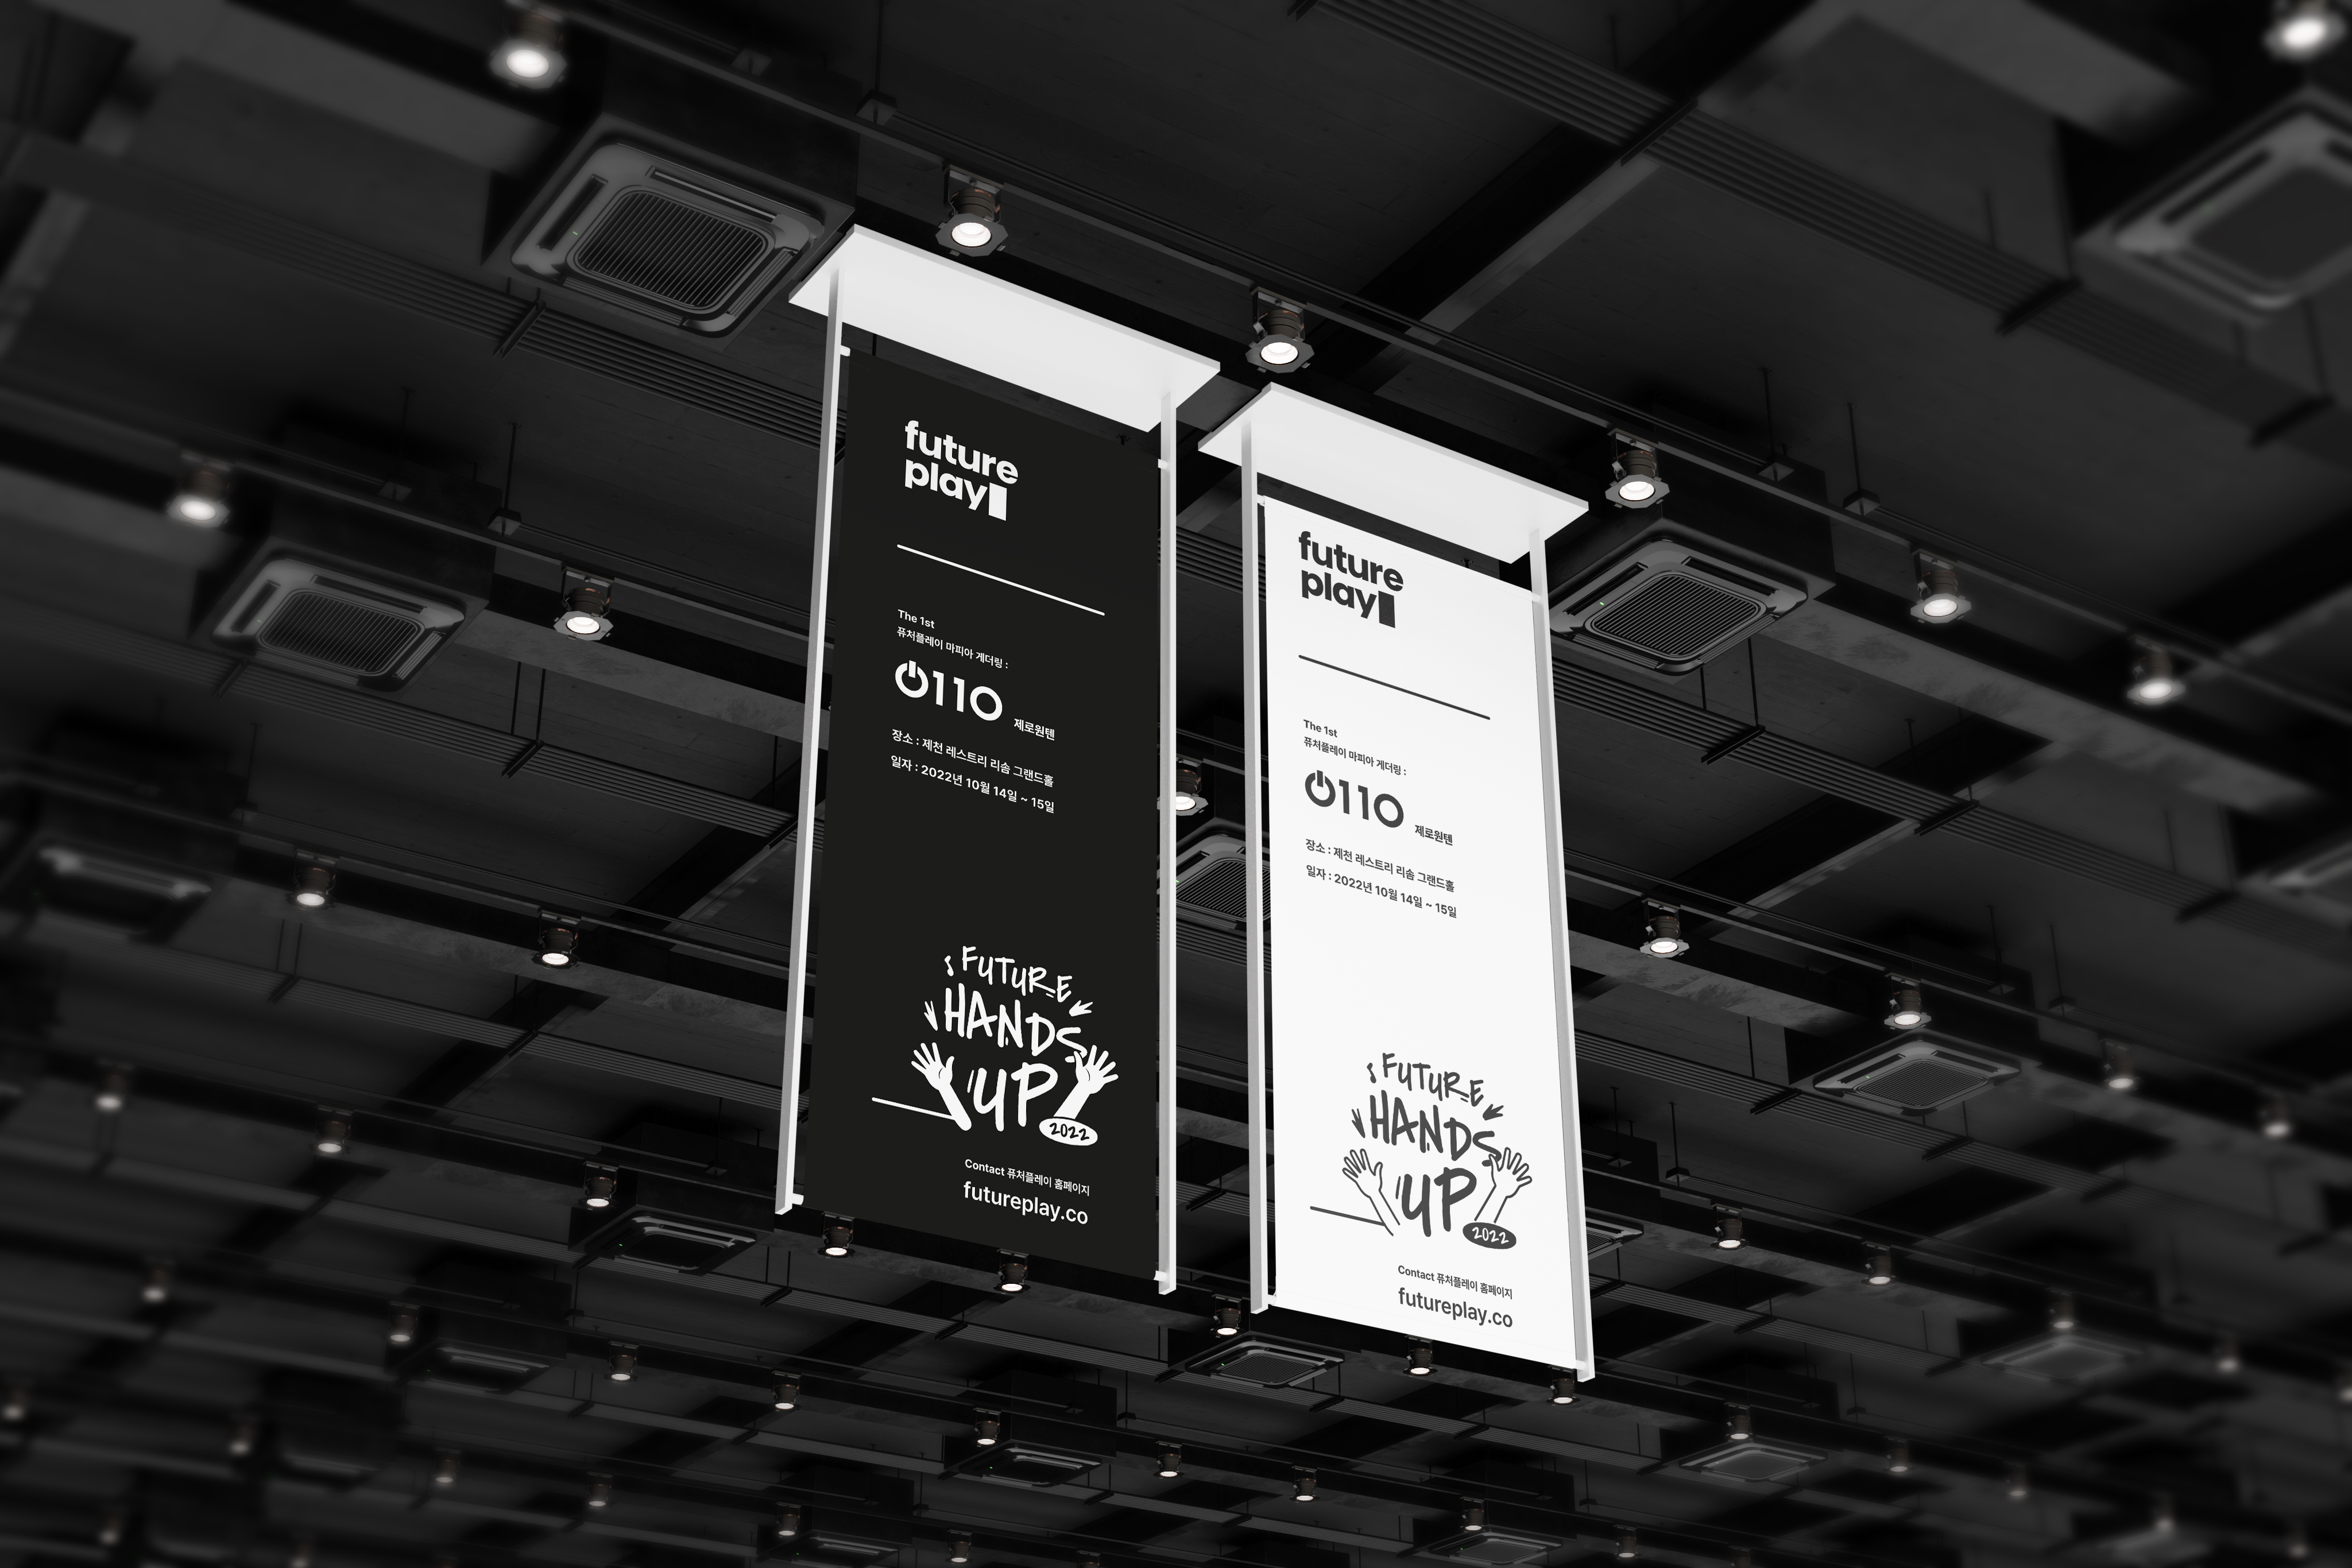 future
play
The 1st
퓨처플레이 마피아 게더링 :
0110 제로원텐
장소 : 제천 레스트리 리솜 그랜드홀
일자 : 2022년 10월 14일 ~ 15일
FUTURE
HANDS
UP
2022
Contact 퓨처플레이 홈페이지
futureplay.co
future
play
The 1st
퓨처플레이 마피아 게더링 :
0110 제로원텐
장소 : 제천 레스트리 리솜 그랜드홀
일자 : 2022년 10월 14일 ~ 15일
FUTURE
HANDS
UP
2022
Contact 퓨처플레이 홈페이지
futureplay.co